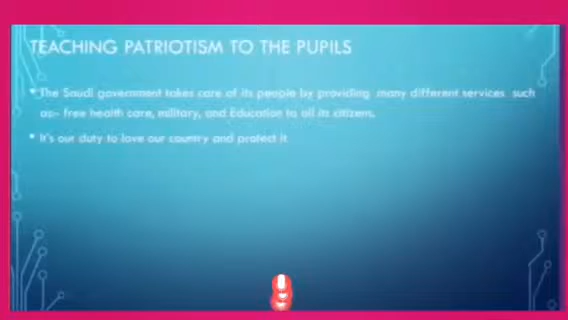 TEACHING PATRIOTISM TO THE PUPILS
• The Saudi government takes care of its people by providing many different services such
as- free health care, military, and Education to all its citizens.
• It's our duty to love our country and protect it